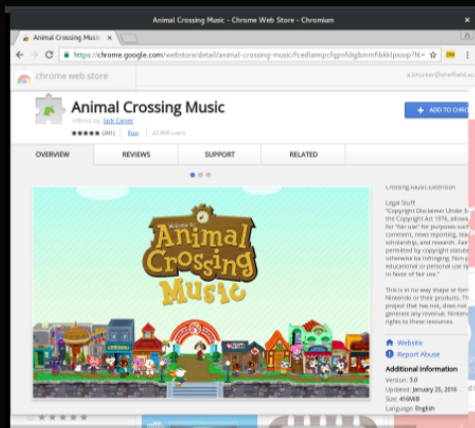 Animal Crossing Music - Chrome Web Store - Chromium
Animal Crossing Music
https://chrome.google.com/webstore/detail/animal-crossing-music/
chrome web store
Animal Crossing Music
offered by Jack Carver
(391) Fun 22,809 users
+ ADD TO CHRO
OVERVIEW REVIEWS SUPPORT RELATED
Welcome to
Animal
Crossing
Music
Crossing-Music-Extension
Legal Stuff:
"Copyright Disclaimer Under S
the Copyright Act 1976, allowa
for "fair use" for purposes such
comment, news reporting, tea
scholarship, and research. Fair
permitted by copyright statute
otherwise be infringing. Non-p
educational or personal use ti
in favor of fair use."
This is in no way shape or for
Nintendo or their products. Th
project that has, does not
generate any revenue. Nintend
rights to these resources.
Website
Report Abuse
Additional Information
Version: 3.0
Updated: January 25, 2016
Size: 416MiB
Language: English